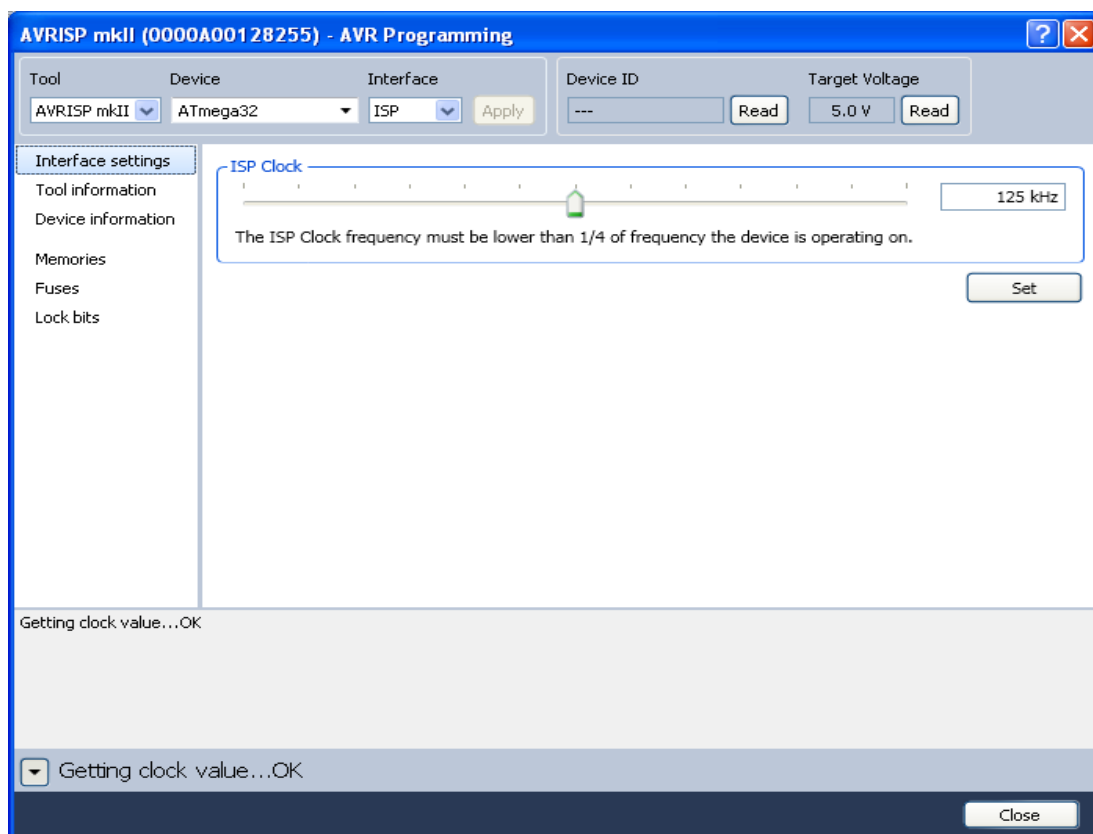 AVRISP mkII (0000A00128255) - AVR Programming
Tool Device Interface Device ID Target Voltage
AVRISP mkII ATmega32 ISP Apply --- Read 5.0 V Read
Interface settings
Tool information
Device information
Memories
Fuses
Lock bits
ISP Clock
125 kHz
The ISP Clock frequency must be lower than 1/4 of frequency the device is operating on.
Set
Getting clock value...OK
Getting clock value...OK
Close